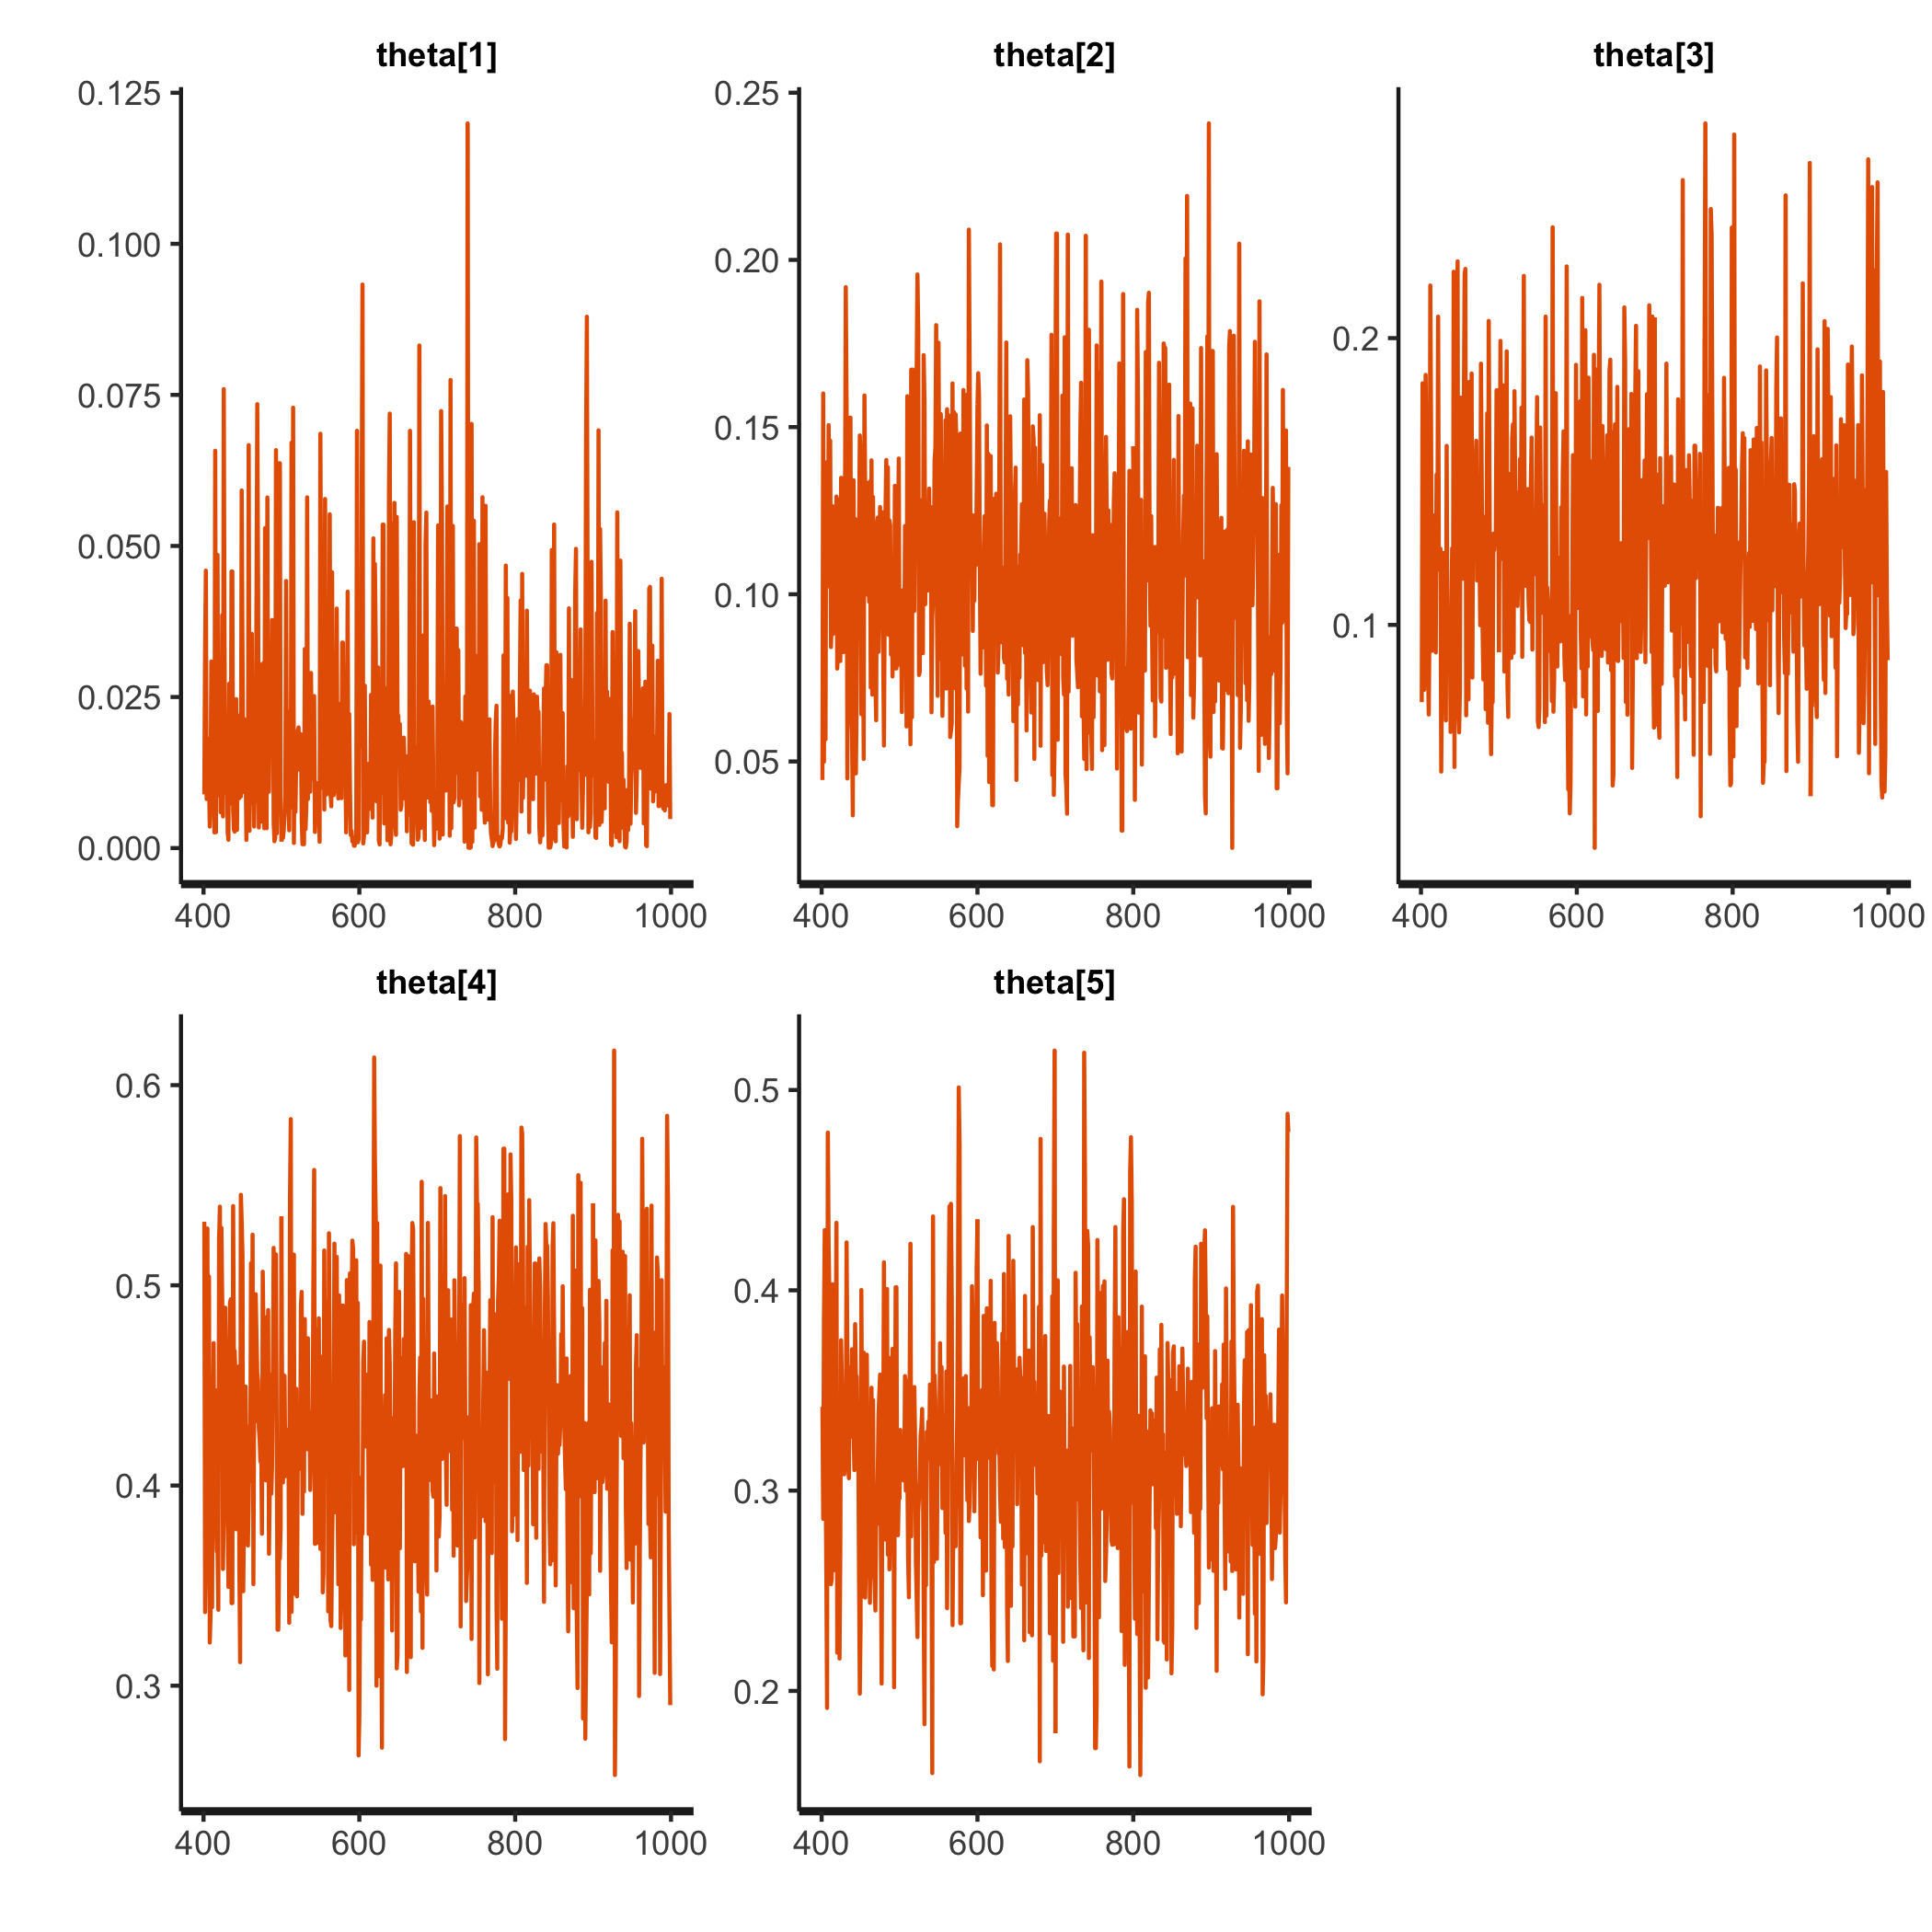 theta[1] theta[2] theta[3]
0.125 0.25
0.100 0.20
0.075 0.15 0.2
0.050 0.10
0.025 0.05 0.1
0.000
400 600 800 1000 400 600 800 1000 400 600 800 1000
theta[4] theta[5]
0.6 0.5
0.5 0.4
0.4 0.3
0.3 0.2
400 600 800 1000 400 600 800 1000